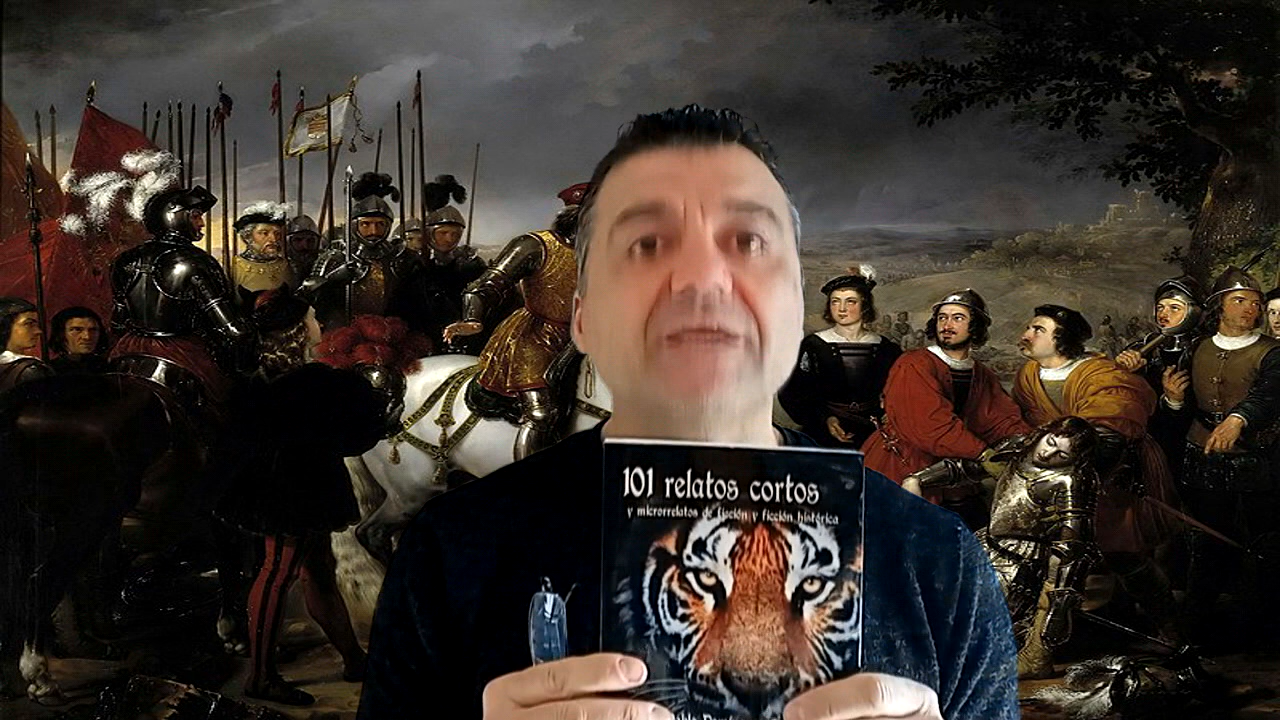 101 relatos cortos
y microrrelatos de ficción y ficción histórica